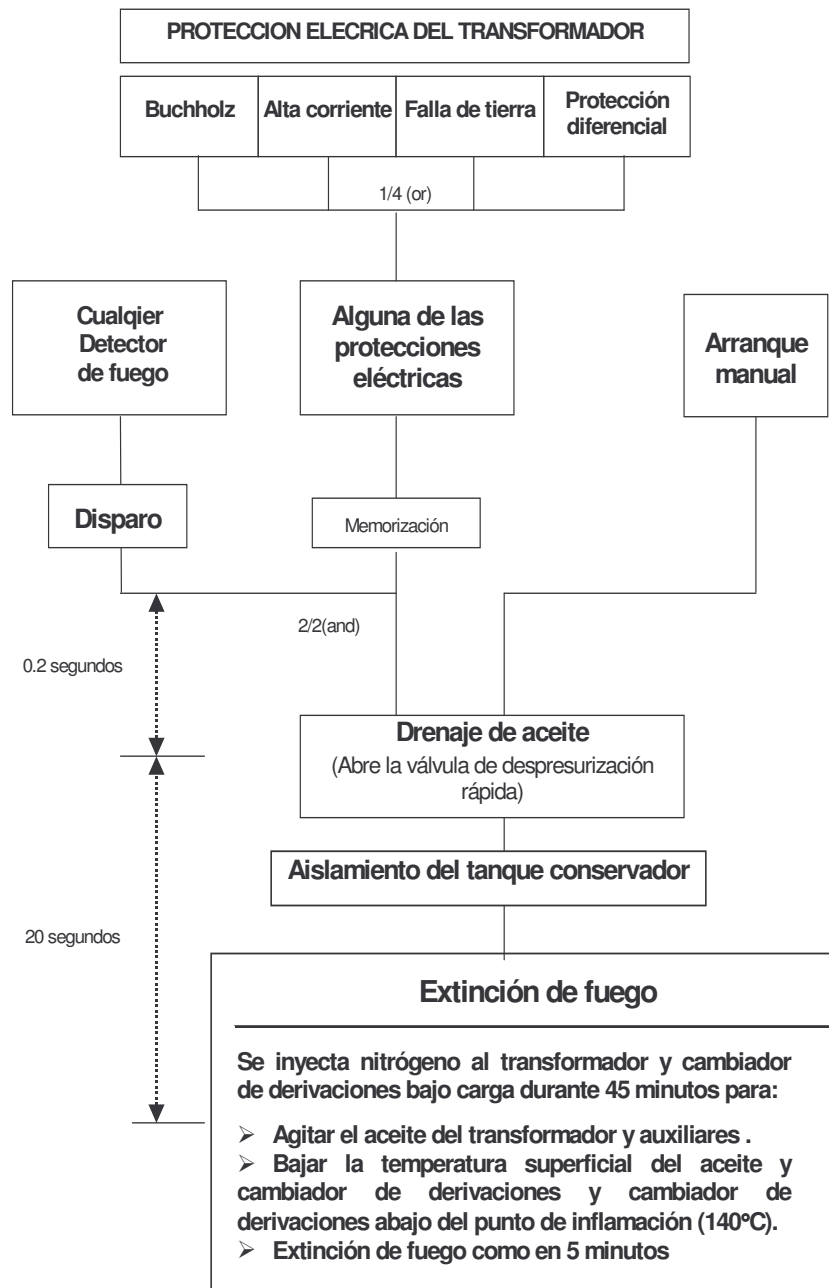 PROTECCION ELECRICA DEL TRANSFORMADOR
Buchholz
Alta corriente
Falla de tierra
Protección
diferencial
1/4 (or)
Cualqier
Detector
de fuego
Alguna de las
protecciones
eléctricas
Arranque
manual
Disparo
Memorización
2/2(and)
0.2 segundos
Drenaje de aceite
(Abre la válvula de despresurización
rápida)
Aislamiento del tanque conservador
20 segundos
Extinción de fuego
Se inyecta nitrógeno al transformador y cambiador
de derivaciones bajo carga durante 45 minutos para:
➢ Agitar el aceite del transformador y auxiliares .
➢ Bajar la temperatura superficial del aceite y
cambiador de derivaciones y cambiador de
derivaciones abajo del punto de inflamación (140°C).
➢ Extinción de fuego como en 5 minutos